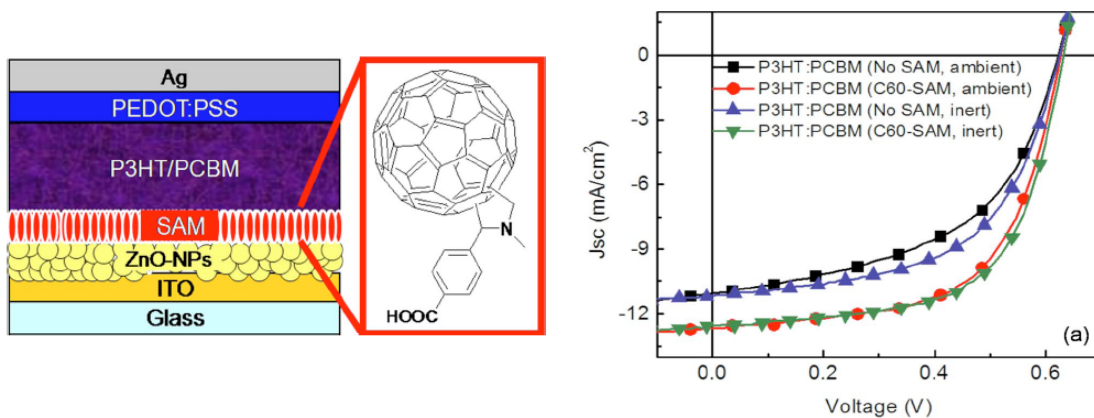 Ag
PEDOT:PSS
P3HT/PCBM
SAM
ZnO-NPs
ITO
Glass
N
HOOC
Jsc (mA/cm²)
0
-3
-6
-9
-12
P3HT:PCBM (No SAM, ambient)
P3HT:PCBM (C60-SAM, ambient)
P3HT:PCBM (No SAM, inert)
P3HT:PCBM (C60-SAM, inert)
(a)
0.0 0.2 0.4 0.6
Voltage (V)